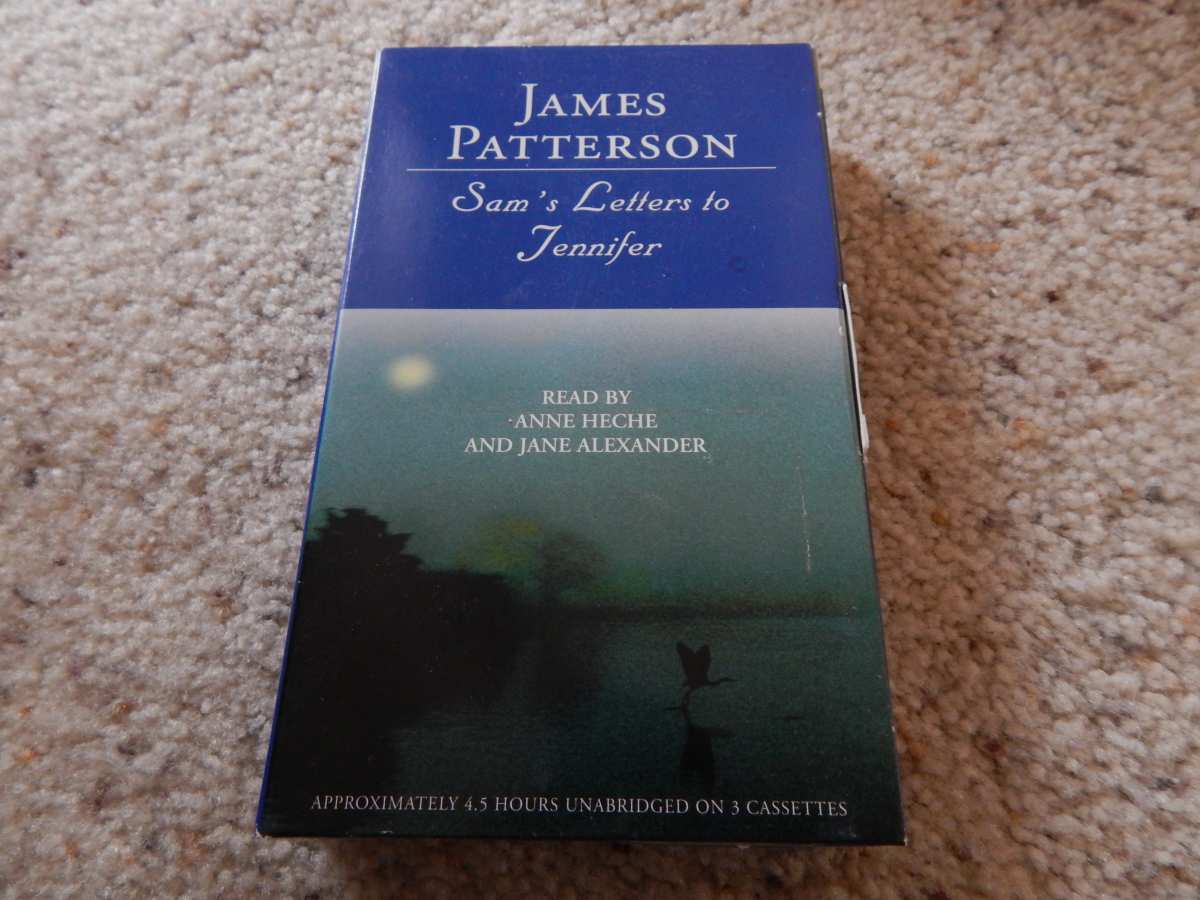 JAMES
PATTERSON
Sam's Letters to
Jennifer
READ BY
ANNE HECHE
AND JANE ALEXANDER
APPROXIMATELY 4.5 HOURS UNABRIDGED ON 3 CASSETTES